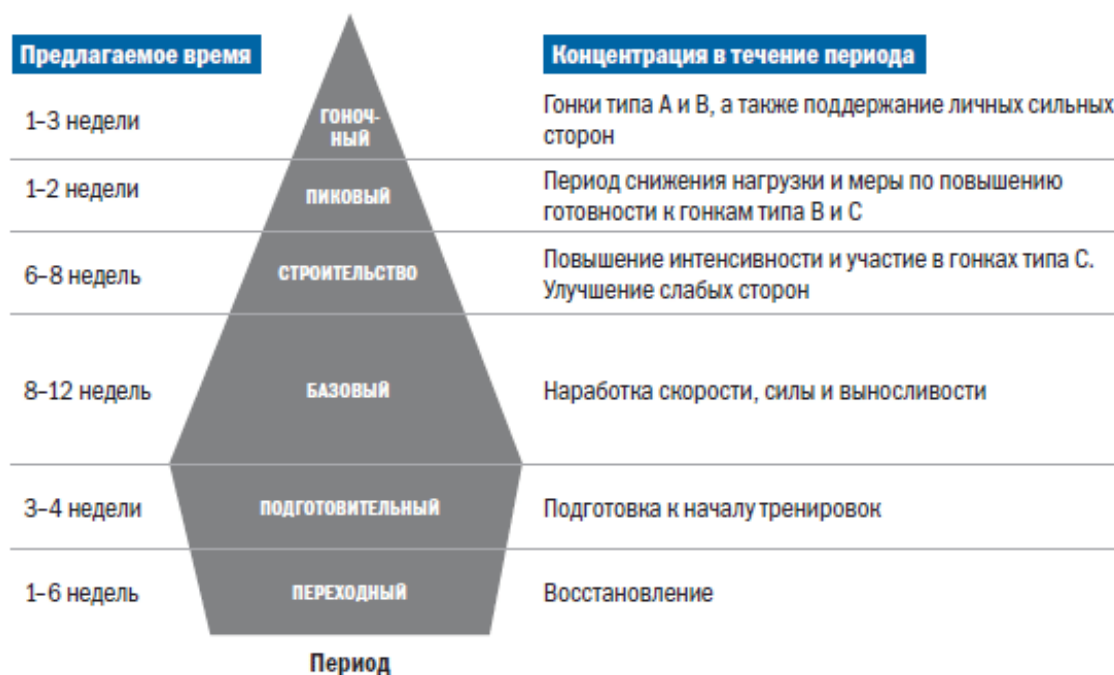 Предлагаемое время
Концентрация в течение периода
1–3 недели
ГОНОЧ-
НЫЙ
Гонки типа А и В, а также поддержание личных сильных
сторон
1–2 недели
ПИКОВЫЙ
Период снижения нагрузки и меры по повышению
готовности к гонкам типа В и С
6–8 недель
СТРОИТЕЛЬСТВО
Повышение интенсивности и участие в гонках типа С.
Улучшение слабых сторон
8–12 недель
БАЗОВЫЙ
Наработка скорости, силы и выносливости
3–4 недели
ПОДГОТОВИТЕЛЬНЫЙ
Подготовка к началу тренировок
1–6 недель
ПЕРЕХОДНЫЙ
Восстановление
Период